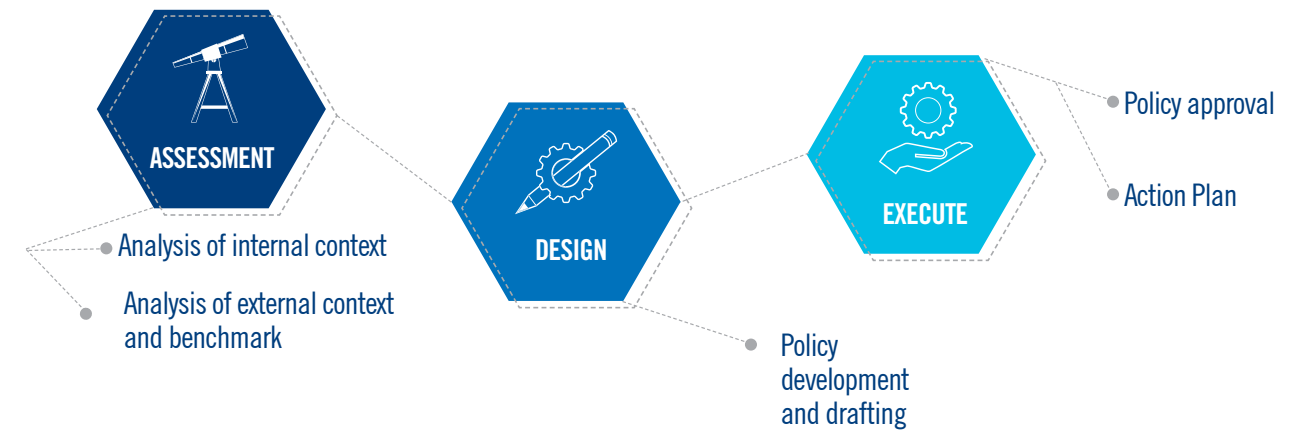 ASSESSMENT
Analysis of internal context
Analysis of external context
and benchmark
DESIGN
Policy
development
and drafting
EXECUTE
Policy approval
Action Plan